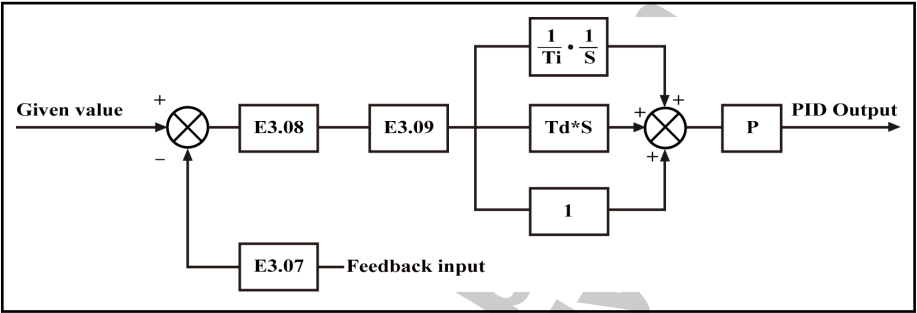 1/Ti · 1/S
Given value
+
−
E3.08
E3.09
Td*S
+
+
+
P
PID Output
1
E3.07
Feedback input